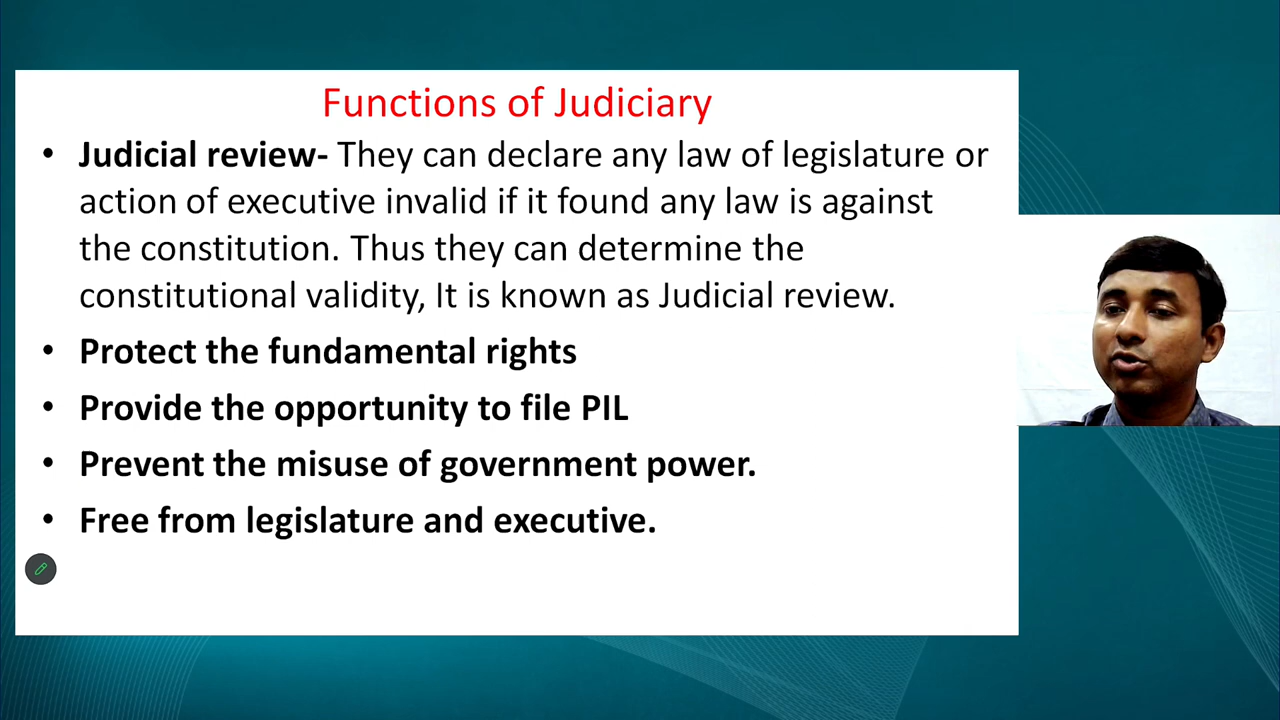 Functions of Judiciary
• Judicial review- They can declare any law of legislature or
action of executive invalid if it found any law is against
the constitution. Thus they can determine the
constitutional validity, It is known as Judicial review.
• Protect the fundamental rights
• Provide the opportunity to file PIL
• Prevent the misuse of government power.
• Free from legislature and executive.